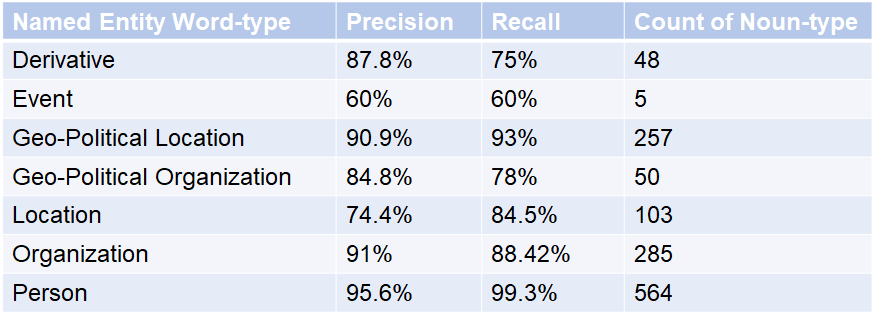 Named Entity Word-type Precision Recall Count of Noun-type
Derivative 87.8% 75% 48
Event 60% 60% 5
Geo-Political Location 90.9% 93% 257
Geo-Political Organization 84.8% 78% 50
Location 74.4% 84.5% 103
Organization 91% 88.42% 285
Person 95.6% 99.3% 564